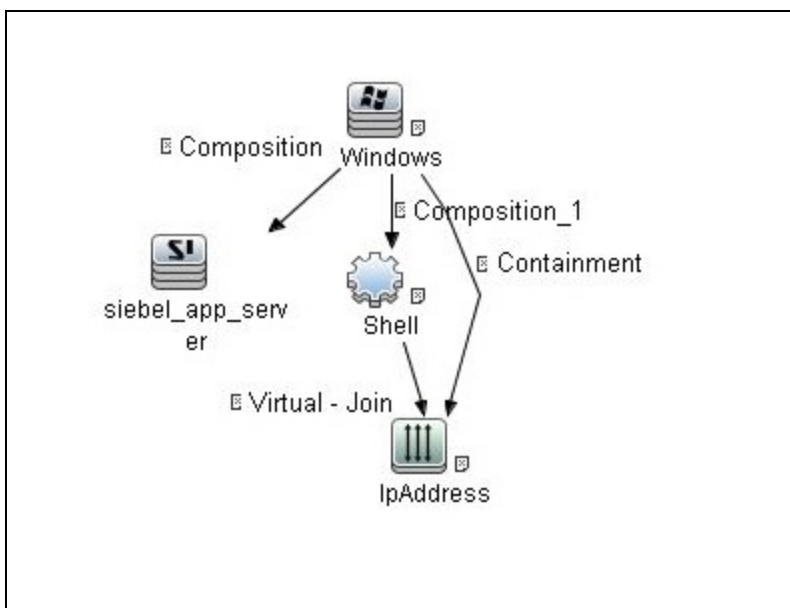 Composition
Windows
Composition_1
Containment
siebel_app_serv
er
Shell
Virtual - Join
IpAddress